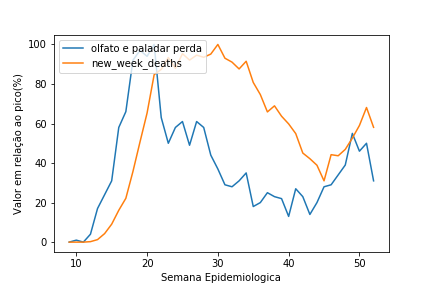 100
80
60
40
20
0
Valor em relação ao pico(%)
olfato e paladar perda
new_week_deaths
10
20
30
40
50
Semana Epidemiologica